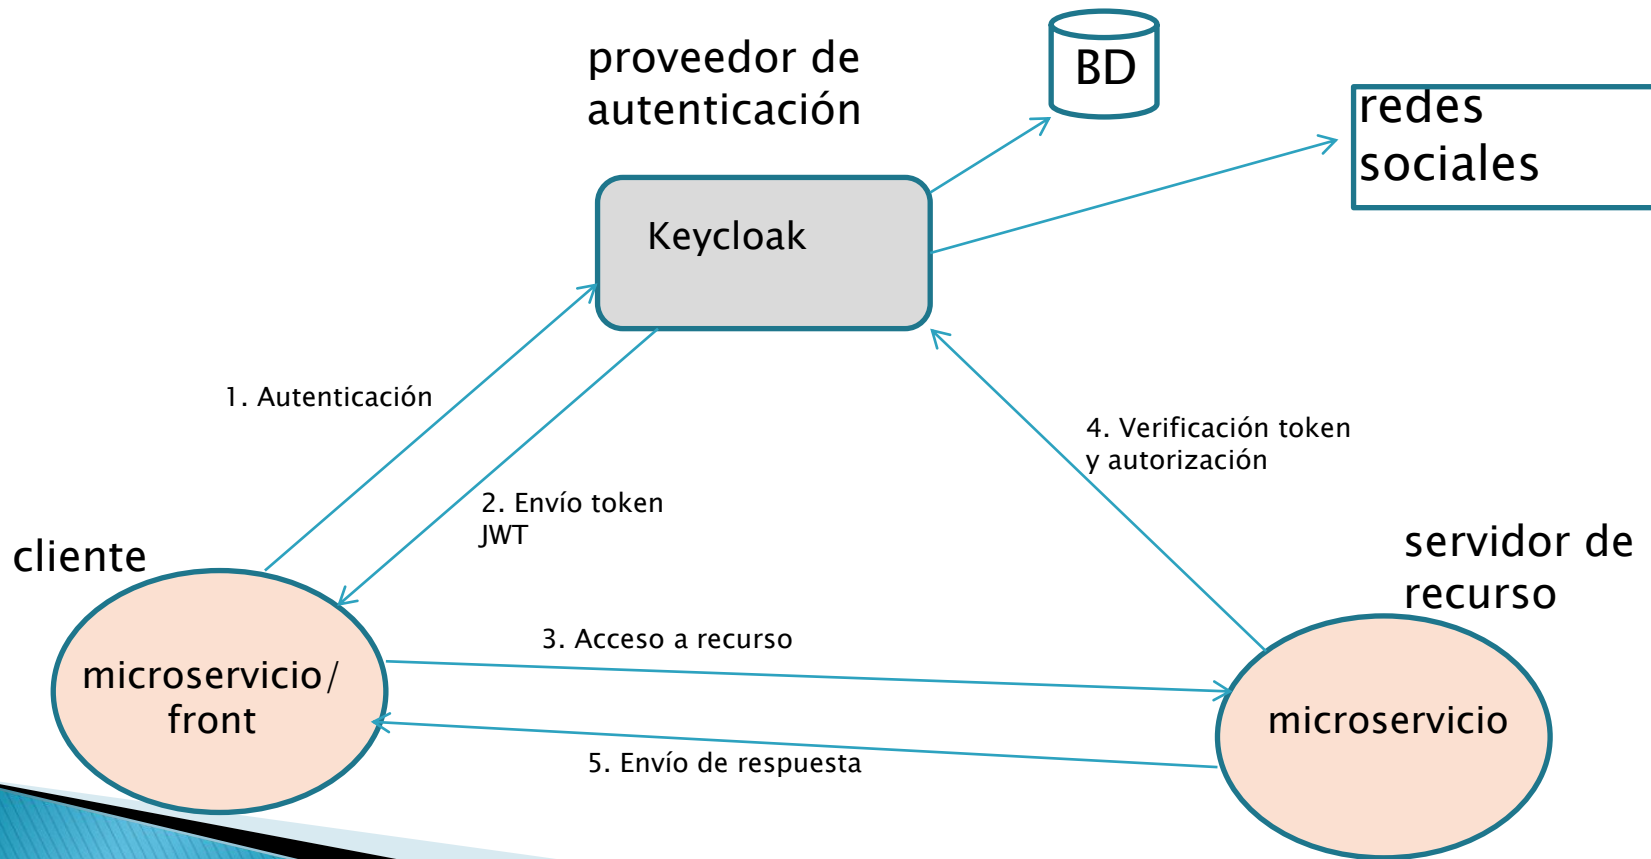 proveedor de
autenticación
BD
redes
sociales
Keycloak
1. Autenticación
4. Verificación token
y autorización
2. Envío token
JWT
cliente
servidor de
recurso
3. Acceso a recurso
microservicio/
front
microservicio
5. Envío de respuesta